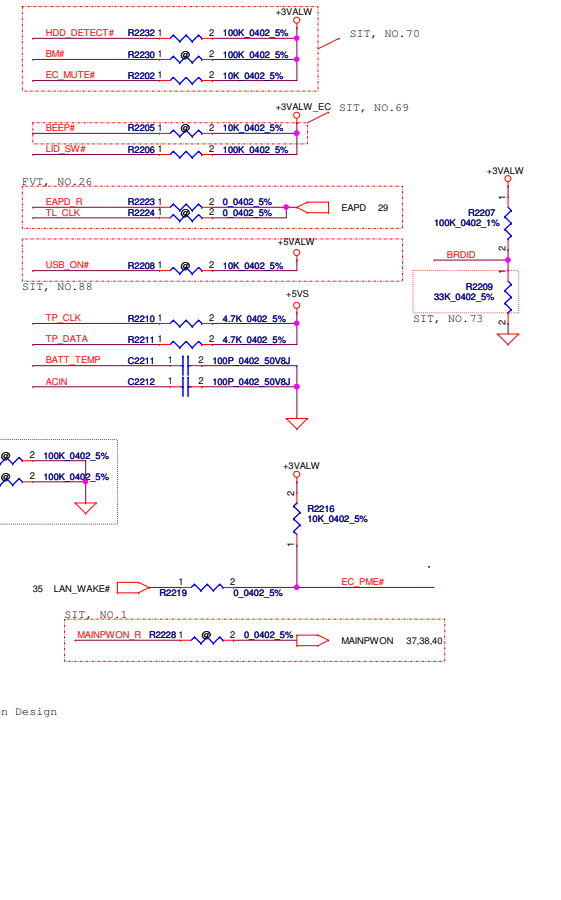 +3VALW
HDD_DETECT# R2232 1 2 100K_0402_5%
SIT, NO.70
BM# R2230 1 @ 2 100K_0402_5%
EC_MUTE# R2202 1 2 10K_0402_5%
+3VALW_EC
SIT, NO.69
BEEP# R2205 1 @ 2 10K_0402_5%
LID_SW# R2206 1 2 100K_0402_5%
FVT, NO.26
EAPD_R R2223 1 2 0_0402_5%
TL_CLK R2224 1 @ 2 0_0402_5%
EAPD 29
+3VALW
1
R2207
100K_0402_1%
2
BRDID
1
R2209
33K_0402_5%
2
SIT, NO.73
+5VALW
USB_ON# R2208 1 @ 2 10K_0402_5%
SIT, NO.88
+5VS
TP_CLK R2210 1 2 4.7K_0402_5%
TP_DATA R2211 1 2 4.7K_0402_5%
BATT_TEMP C2211 1 2 100P_0402_50V8J
ACIN C2212 1 2 100P_0402_50V8J
@ 2 100K_0402_5%
@ 2 100K_0402_5%
+3VALW
2
R2216
10K_0402_5%
1
35 LAN_WAKE# 1 2 EC_PME#
R2219 0_0402_5%
SIT, NO.1
MAINPWON_R R2228 1 @ 2 0_0402_5% MAINPWON 37,38,40
n Design